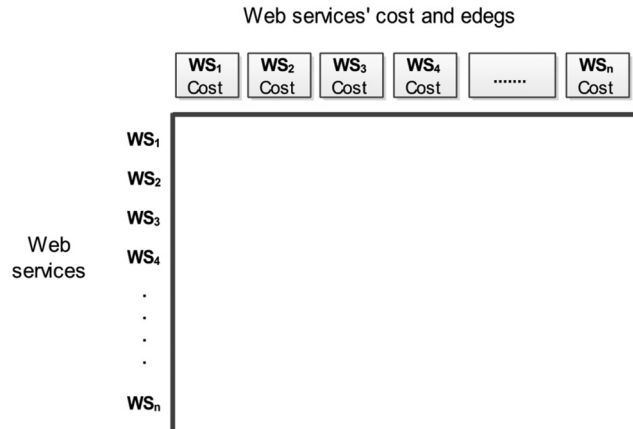 Web services' cost and edegs
WS₁ WS₂ WS₃ WS₄ ....... WSₙ
Cost Cost Cost Cost Cost
WS₁
WS₂
WS₃
Web
WS₄
services
.
.
.
.
WSₙ